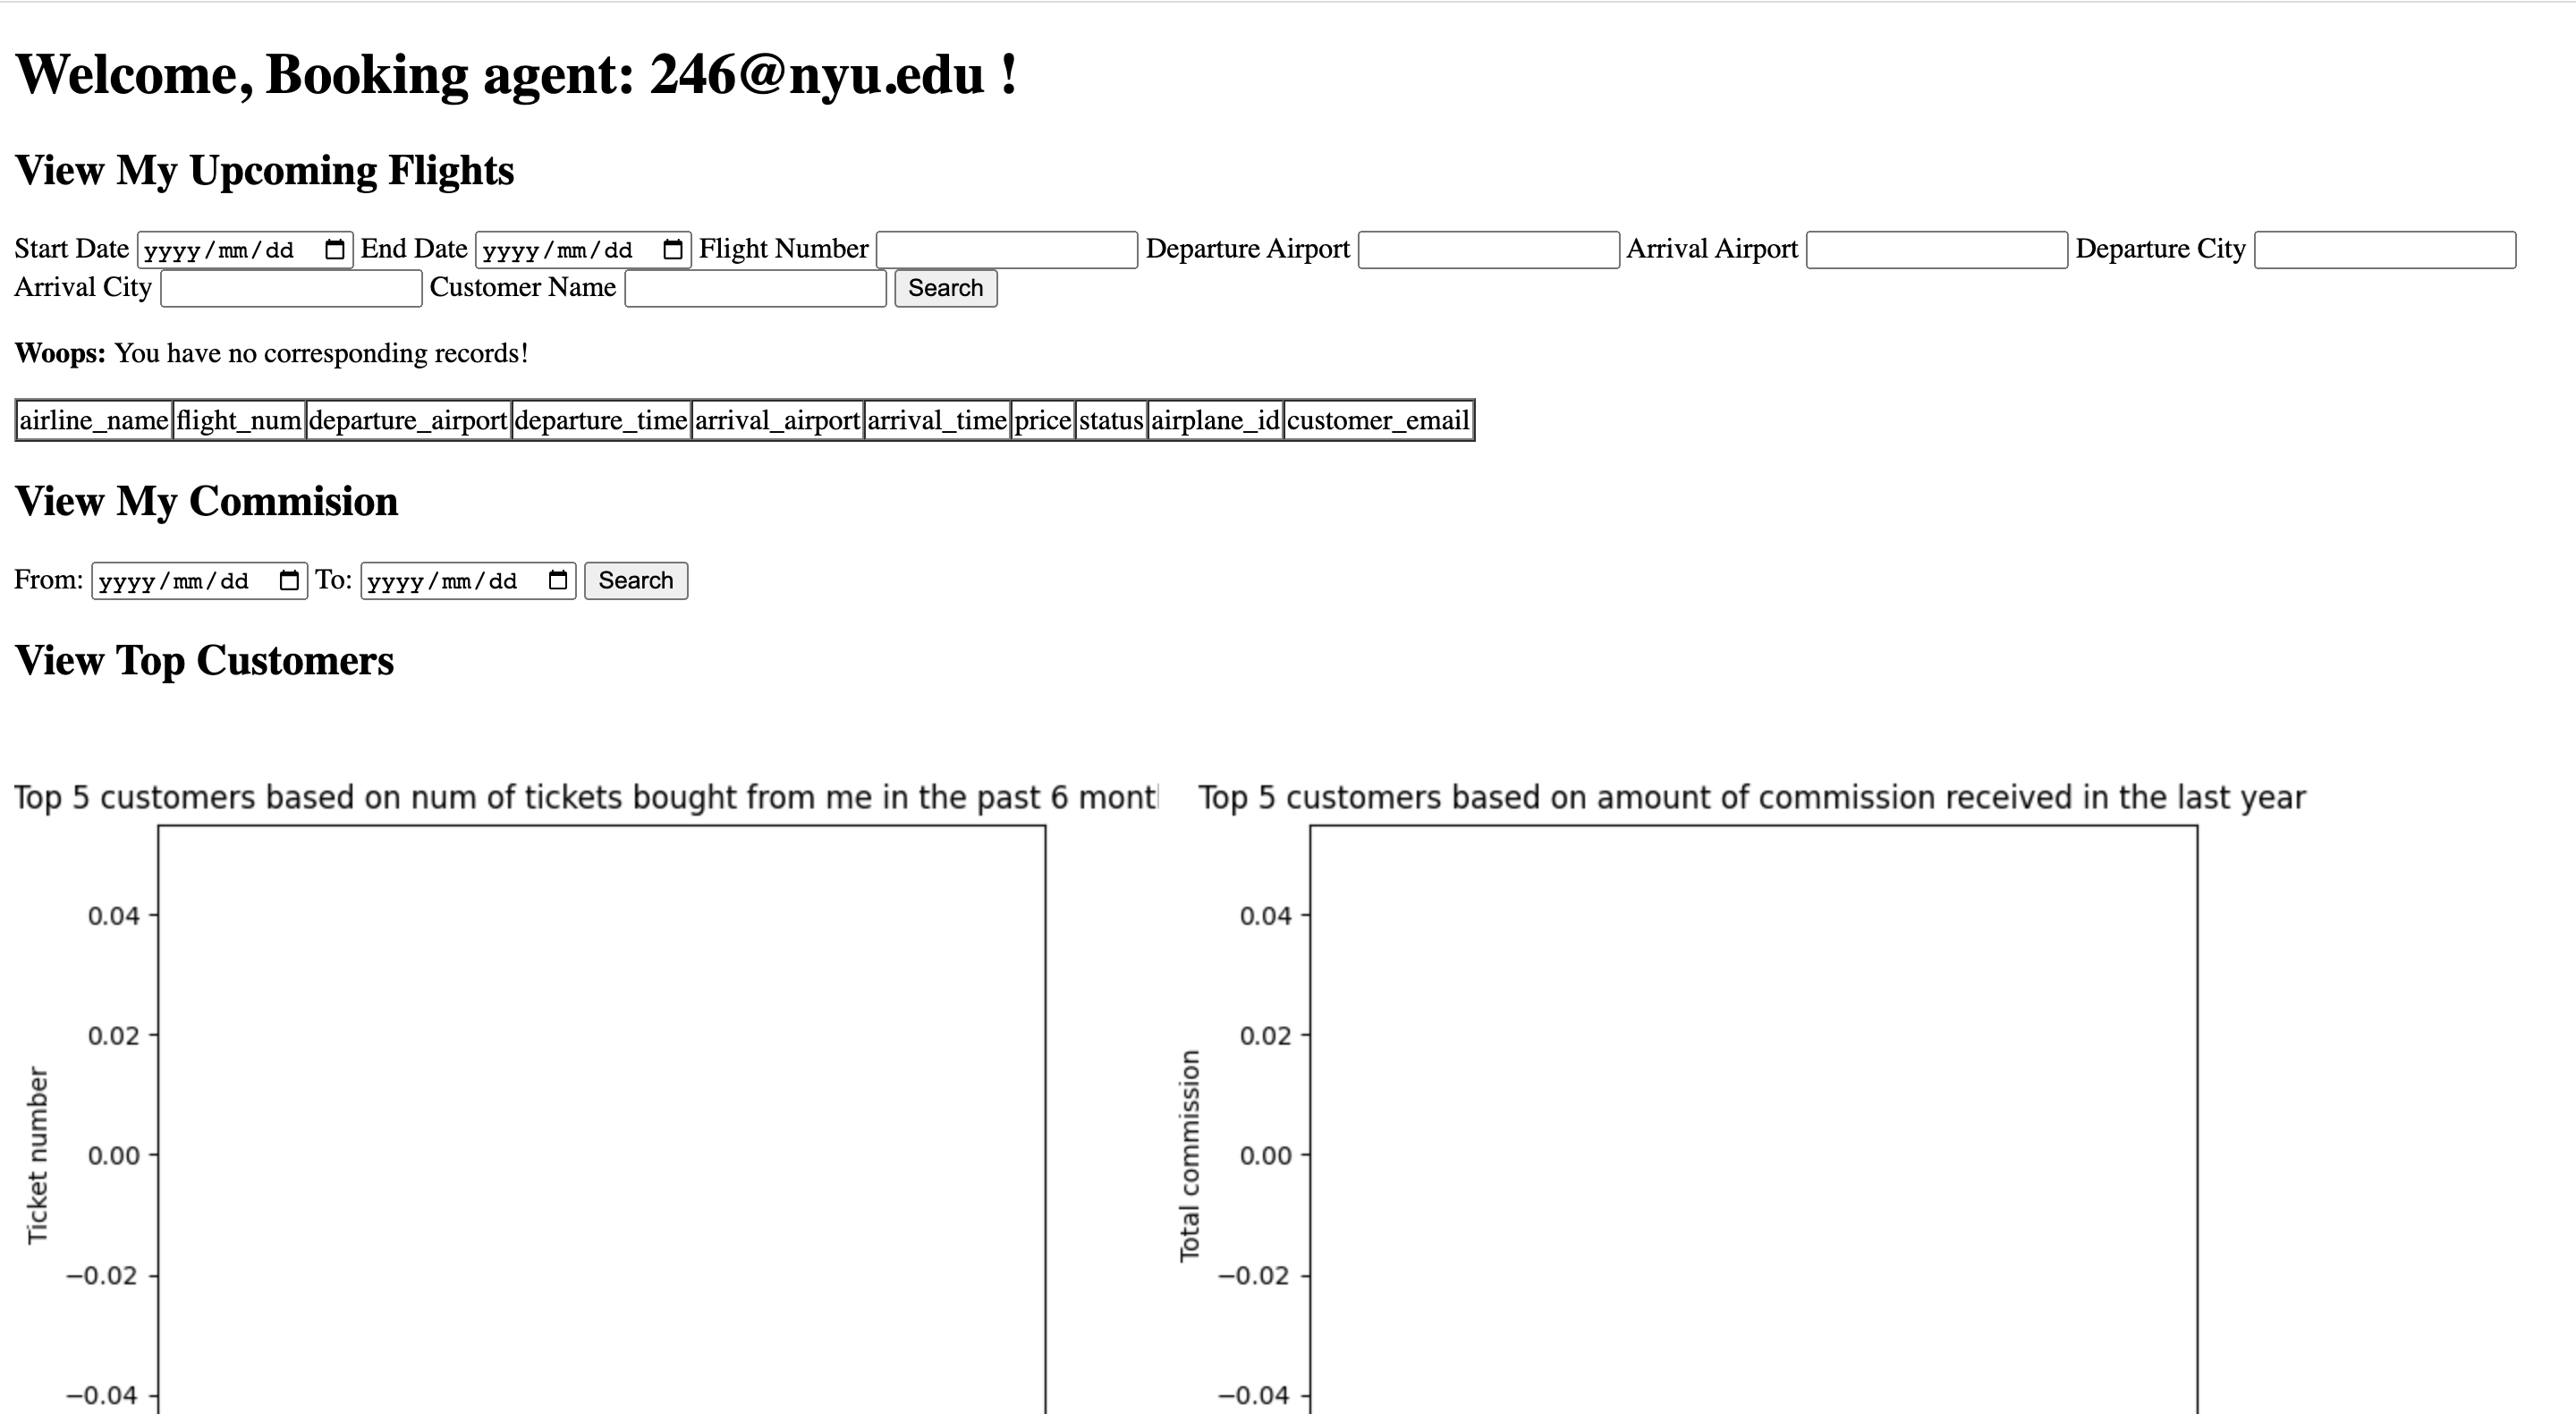 Welcome, Booking agent: 246@nyu.edu !
View My Upcoming Flights
Start Date yyyy/mm/dd End Date yyyy/mm/dd Flight Number Departure Airport Arrival Airport Departure City
Arrival City Customer Name Search
Woops: You have no corresponding records!
airline_name flight_num departure_airport departure_time arrival_airport arrival_time price status airplane_id customer_email
View My Commision
From: yyyy/mm/dd To: yyyy/mm/dd Search
View Top Customers
Top 5 customers based on num of tickets bought from me in the past 6 mont
0.04
0.02
0.00
−0.02
−0.04
Ticket number
Top 5 customers based on amount of commission received in the last year
0.04
0.02
0.00
−0.02
−0.04
Total commission